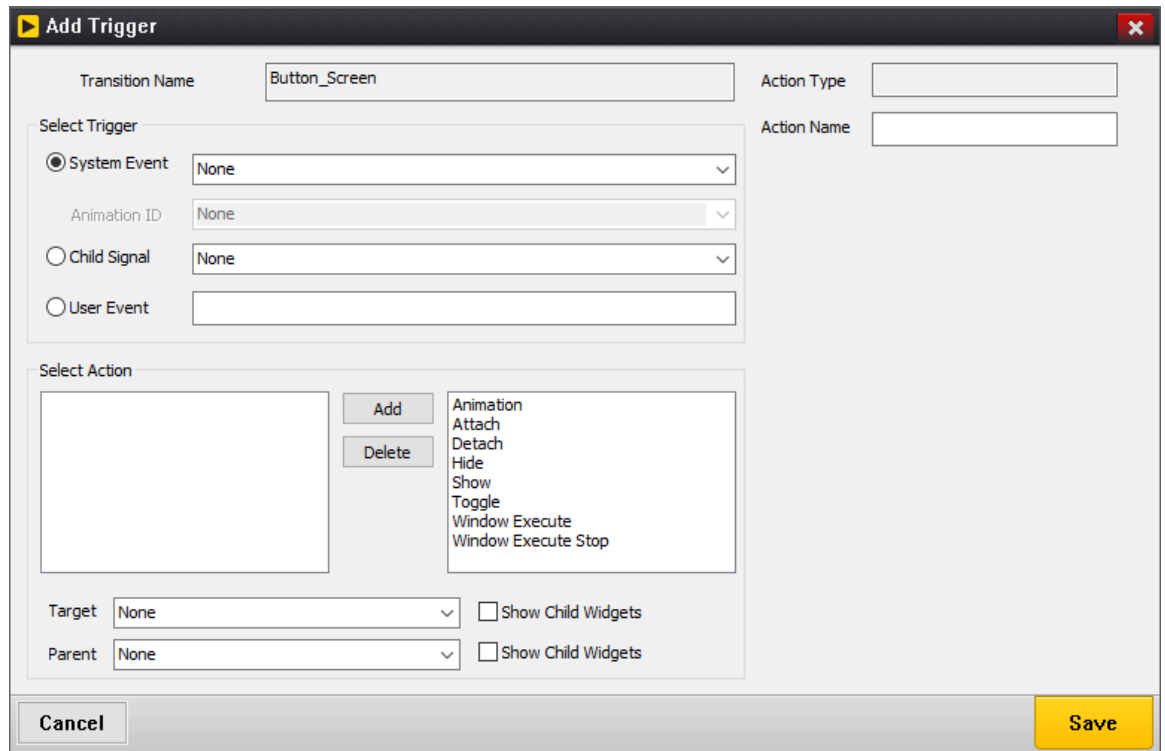 Add Trigger
Transition Name
Button_Screen
Action Type
Action Name
Select Trigger
System Event
None
Animation ID
None
Child Signal
None
User Event
Select Action
Add
Delete
Animation
Attach
Detach
Hide
Show
Toggle
Window Execute
Window Execute Stop
Target
None
Show Child Widgets
Parent
None
Show Child Widgets
Cancel
Save